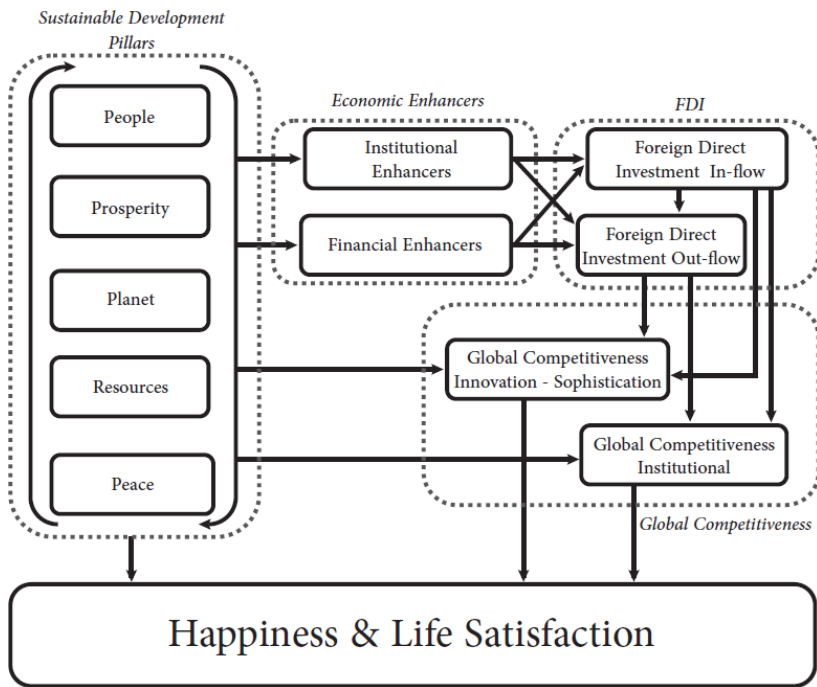 Sustainable Development
Pillars
People
Prosperity
Planet
Resources
Peace
Economic Enhancers
Institutional
Enhancers
Financial Enhancers
FDI
Foreign Direct
Investment In-flow
Foreign Direct
Investment Out-flow
Global Competitiveness
Innovation - Sophistication
Global Competitiveness
Institutional
Global Competitiveness
Happiness & Life Satisfaction